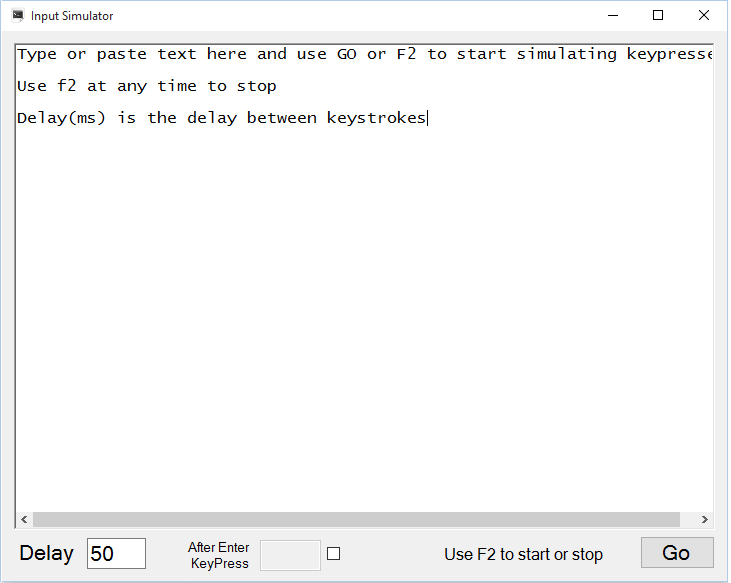 Input Simulator
Type or paste text here and use GO or F2 to start simulating keypresse
Use f2 at any time to stop
Delay(ms) is the delay between keystrokes
Delay
50
After Enter
KeyPress
Use F2 to start or stop
Go